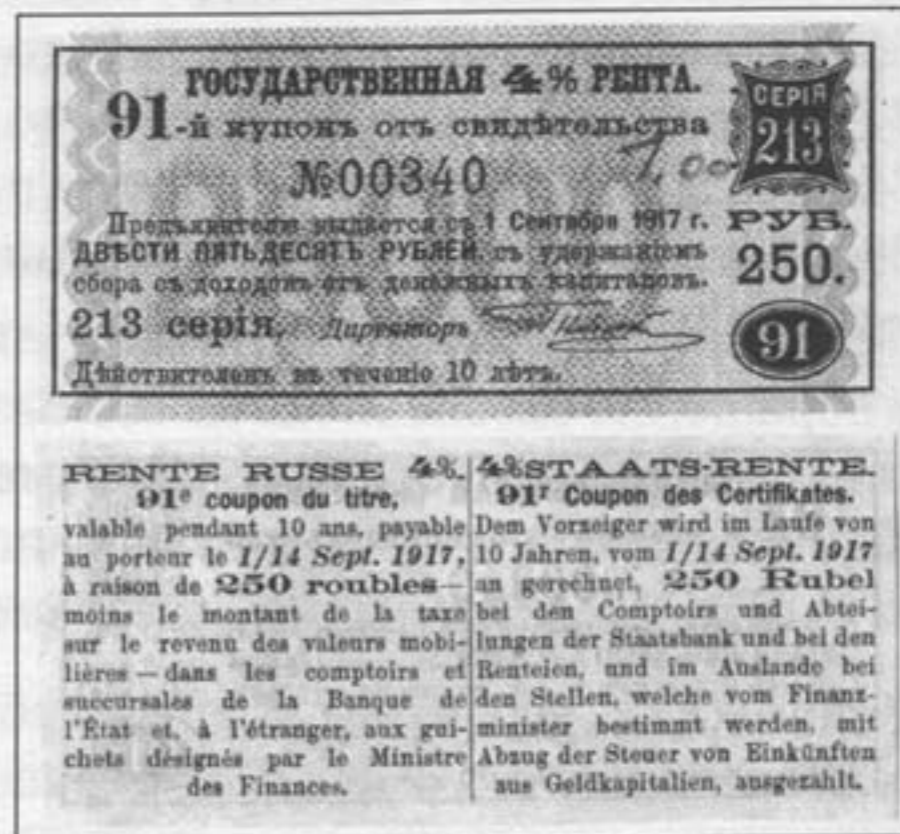 ГОСУДАРСТВЕННАЯ 4% РЕНТА.
91-й купонъ отъ свидѣтельства
№00340
7,00
СЕРІЯ
213
Предъявителю выдается съ 1 Сентября 1917 г.
ДВѢСТИ ПЯТЬДЕСЯТЪ РУБЛЕЙ, съ удержаніемъ
сбора съ доходовъ отъ денежныхъ капиталовъ.
РУБ.
250.
213 серія. Директоръ
91
Дѣйствителенъ въ теченіе 10 лѣтъ.
RENTE RUSSE 4%.
91e coupon du titre,
valable pendant 10 ans, payable
au porteur le 1/14 Sept. 1917,
à raison de 250 roubles—
moins le montant de la taxe
sur le revenu des valeurs mobi-
lières — dans les comptoirs et
succursales de la Banque de
l'État et, à l'étranger, aux gui-
chets désignés par le Ministre
des Finances.
4% STAATS-RENTE.
91r Coupon des Certifikates.
Dem Vorzeiger wird im Laufe von
10 Jahren, vom 1/14 Sept. 1917
an gerechnet, 250 Rubel
bei den Comptoirs und Abtei-
lungen der Staatsbank und bei den
Renteien, und im Auslande bei
den Stellen, welche vom Finanz-
minister bestimmt werden, mit
Abzug der Steuer von Einkünften
aus Geldkapitalien, ausgezahlt.